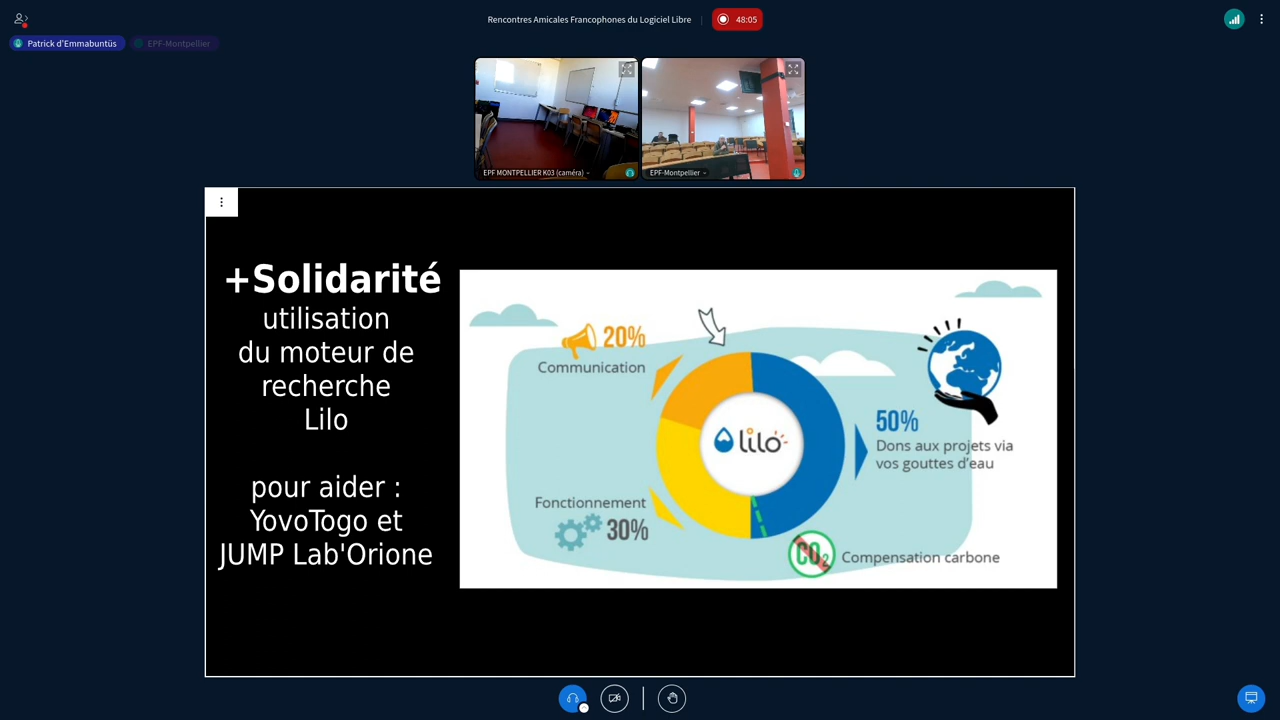 Rencontres Amicales Francophones du Logiciel Libre
48:05
Patrick d'Emmabuntüs
EPF-Montpellier
EPF MONTPELLIER K03 (caméra)
EPF-Montpellier
+Solidarité
utilisation
du moteur de
recherche
Lilo
pour aider :
YovoTogo et
JUMP Lab'Orione
20%
Communication
lilo
50%
Dons aux projets via
vos gouttes d'eau
Fonctionnement
30%
CO2
Compensation carbone